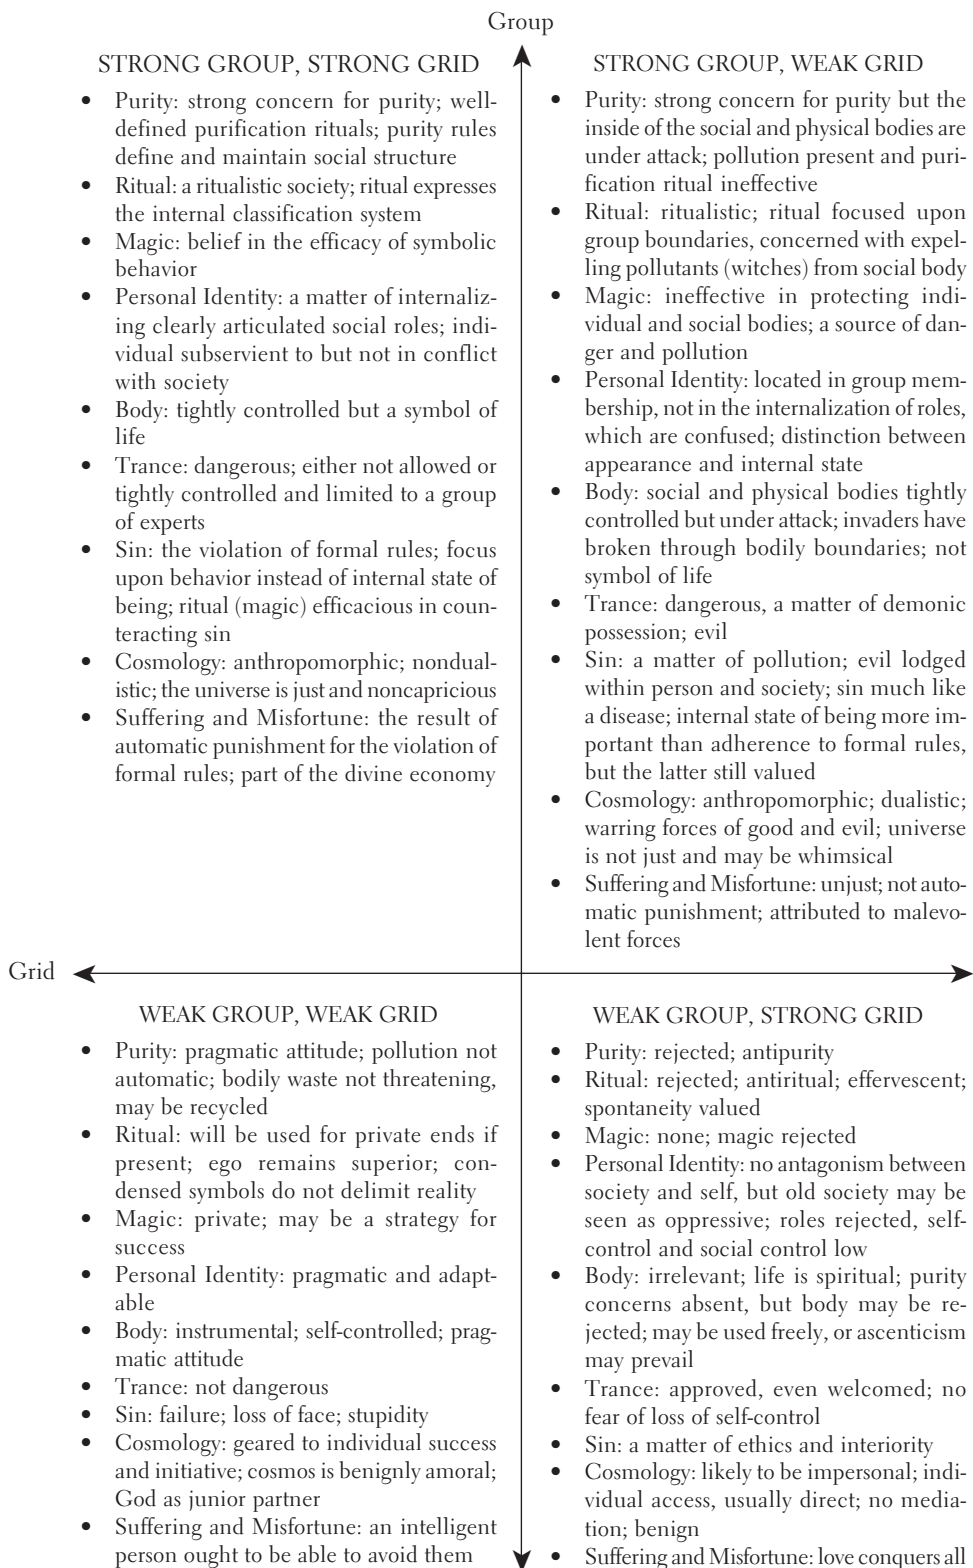 Group
STRONG GROUP, STRONG GRID
• Purity: strong concern for purity; well-
defined purification rituals; purity rules
define and maintain social structure
• Ritual: a ritualistic society; ritual expresses
the internal classification system
• Magic: belief in the efficacy of symbolic
behavior
• Personal Identity: a matter of internaliz-
ing clearly articulated social roles; indi-
vidual subservient to but not in conflict
with society
• Body: tightly controlled but a symbol of
life
• Trance: dangerous; either not allowed or
tightly controlled and limited to a group
of experts
• Sin: the violation of formal rules; focus
upon behavior instead of internal state of
being; ritual (magic) efficacious in coun-
teracting sin
• Cosmology: anthropomorphic; nondual-
istic; the universe is just and noncapricious
• Suffering and Misfortune: the result of
automatic punishment for the violation of
formal rules; part of the divine economy
STRONG GROUP, WEAK GRID
• Purity: strong concern for purity but the
inside of the social and physical bodies are
under attack; pollution present and puri-
fication ritual ineffective
• Ritual: ritualistic; ritual focused upon
group boundaries, concerned with expel-
ling pollutants (witches) from social body
• Magic: ineffective in protecting indi-
vidual and social bodies; a source of dan-
ger and pollution
• Personal Identity: located in group mem-
bership, not in the internalization of roles,
which are confused; distinction between
appearance and internal state
• Body: social and physical bodies tightly
controlled but under attack; invaders have
broken through bodily boundaries; not
symbol of life
• Trance: dangerous, a matter of demonic
possession; evil
• Sin: a matter of pollution; evil lodged
within person and society; sin much like
a disease; internal state of being more im-
portant than adherence to formal rules,
but the latter still valued
• Cosmology: anthropomorphic; dualistic;
warring forces of good and evil; universe
is not just and may be whimsical
• Suffering and Misfortune: unjust; not auto-
matic punishment; attributed to malevo-
lent forces
Grid
WEAK GROUP, WEAK GRID
• Purity: pragmatic attitude; pollution not
automatic; bodily waste not threatening,
may be recycled
• Ritual: will be used for private ends if
present; ego remains superior; con-
densed symbols do not delimit reality
• Magic: private; may be a strategy for
success
• Personal Identity: pragmatic and adapt-
able
• Body: instrumental; self-controlled; prag-
matic attitude
• Trance: not dangerous
• Sin: failure; loss of face; stupidity
• Cosmology: geared to individual success
and initiative; cosmos is benignly amoral;
God as junior partner
• Suffering and Misfortune: an intelligent
person ought to be able to avoid them
WEAK GROUP, STRONG GRID
• Purity: rejected; antipurity
• Ritual: rejected; antiritual; effervescent;
spontaneity valued
• Magic: none; magic rejected
• Personal Identity: no antagonism between
society and self, but old society may be
seen as oppressive; roles rejected, self-
control and social control low
• Body: irrelevant; life is spiritual; purity
concerns absent, but body may be re-
jected; may be used freely, or ascenticism
may prevail
• Trance: approved, even welcomed; no
fear of loss of self-control
• Sin: a matter of ethics and interiority
• Cosmology: likely to be impersonal; indi-
vidual access, usually direct; no media-
tion; benign
• Suffering and Misfortune: love conquers all